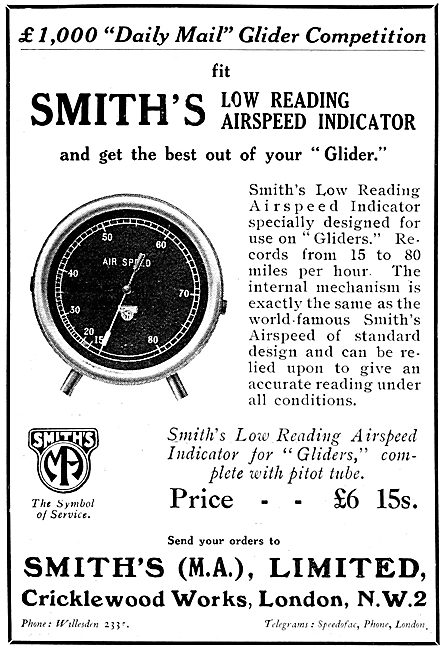 £1,000 "Daily Mail" Glider Competition
fit
SMITH'S LOW READING
AIRSPEED INDICATOR
and get the best out of your "Glider."
50
60
AIR SPEED
40
70
30
20
15
80
Smith's Low Reading
Airspeed Indicator
specially designed for
use on "Gliders." Re-
cords from 15 to 80
miles per hour. The
internal mechanism is
exactly the same as the
world-famous Smith's
Airspeed of standard
design and can be re-
lied upon to give an
accurate reading under
all conditions.
SMITH'S
MA
The Symbol
of Service.
Smith's Low Reading Airspeed
Indicator for "Gliders," com-
plete with pitot tube.
Price - - £6 15s.
Send your orders to
SMITH'S (M.A.), LIMITED,
Cricklewood Works, London, N.W.2
Phone: Willesden
Telegrams: Speedofac, Phone, London.